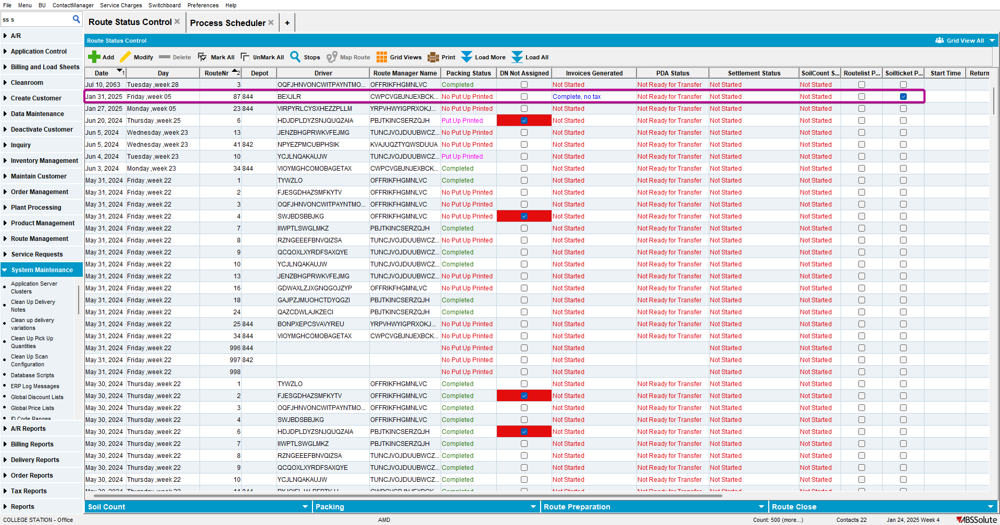 File Menu BU ContactManager Service Charges Switchboard Preferences Help
ss s
Route Status Control
Process Scheduler
+
Route Status Control
Grid View All
Add Modify Delete Mark All UnMark All Stops Map Route Grid Views Print Load More Load All
Date 1 Day RouteNr 2 Depot Driver Route Manager Name Packing Status DN Not Assigned Invoices Generated PDA Status Settlement Status SoilCount S... Routelist P... Soilticket P... Start Time Return
Jul 10, 2063 Tuesday ,week 28 3 OQFJHNVONCWITPAYNTMO... OFFRIKFHGMNLVC Completed Not Started Not Ready for Transfer Not Started Not Started
Jan 31, 2025 Friday ,week 05 87 844 BEXJLR CWPCVGBJNJEXBCK... No Put Up Printed Complete, no tax Not Ready for Transfer Not Started Not Started
Jan 27, 2025 Monday ,week 05 23 844 VIRPYRLCYSXHEZZPLLM YRPVHWYIGPRXOKJ... No Put Up Printed Not Started Not Ready for Transfer Not Started Not Started
Jun 20, 2024 Thursday ,week 25 6 HDJDPLDYZSNJQUQZAIA PBJTKINCSERZQJH Put Up Printed Not Started Not Ready for Transfer Not Started Not Started
Jun 5, 2024 Wednesday ,week 23 13 JENZBHGPRWKVFEJMG TUNCJVOJDUUBWCZ... No Put Up Printed Not Started Not Ready for Transfer Not Started Not Started
Jun 5, 2024 Wednesday ,week 23 41 842 NPYEZPMCUBPHSIK KVAJUQZTYQWSDUUA No Put Up Printed Not Started Not Ready for Transfer Not Started Not Started
Jun 4, 2024 Tuesday ,week 23 10 YCJLNQAKAUJW TUNCJVOJDUUBWCZ... Put Up Printed Not Started Not Ready for Transfer Not Started Not Started
Jun 3, 2024 Monday ,week 23 34 844 VIOYMGHCOMOBAGETAX CWPCVGBJNJEXBCK... Completed Not Started Not Ready for Transfer Not Started Not Started
May 31, 2024 Friday ,week 22 1 TYWZLO OFFRIKFHGMNLVC Completed Not Started Not Ready for Transfer Not Started Not Started
May 31, 2024 Friday ,week 22 2 FJESGDHAZSMFKYTV OFFRIKFHGMNLVC No Put Up Printed Not Started Not Ready for Transfer Not Started Not Started
May 31, 2024 Friday ,week 22 3 OQFJHNVONCWITPAYNTMO... OFFRIKFHGMNLVC No Put Up Printed Not Started Not Ready for Transfer Not Started Not Started
May 31, 2024 Friday ,week 22 4 SWJBDSBBJKG OFFRIKFHGMNLVC No Put Up Printed Not Started Not Ready for Transfer Not Started Not Started
May 31, 2024 Friday ,week 22 7 IIWPTLSWGLMKZ PBJTKINCSERZQJH Completed Not Started Not Ready for Transfer Not Started Not Started
May 31, 2024 Friday ,week 22 8 RZNGEEEFBNVQIZSA TUNCJVOJDUUBWCZ... No Put Up Printed Not Started Not Ready for Transfer Not Started Not Started
May 31, 2024 Friday ,week 22 9 QCQOXLXYRDFSAXQYE TUNCJVOJDUUBWCZ... Completed Not Started Not Ready for Transfer Not Started Not Started
May 31, 2024 Friday ,week 22 10 YCJLNQAKAUJW TUNCJVOJDUUBWCZ... Completed Not Started Not Ready for Transfer Not Started Not Started
May 31, 2024 Friday ,week 22 13 JENZBHGPRWKVFEJMG TUNCJVOJDUUBWCZ... No Put Up Printed Not Started Not Ready for Transfer Not Started Not Started
May 31, 2024 Friday ,week 22 16 GDWAXLZJXGNQGOJZYP OFFRIKFHGMNLVC No Put Up Printed Not Started Not Ready for Transfer Not Started Not Started
May 31, 2024 Friday ,week 22 18 GAJPZJMUOHCTDYQGZI PBJTKINCSERZQJH Completed Not Started Not Ready for Transfer Not Started Not Started
May 31, 2024 Friday ,week 22 24 QAZCDWLAJKZECI PBJTKINCSERZQJH Completed Not Started Not Ready for Transfer Not Started Not Started
May 31, 2024 Friday ,week 22 25 844 BONPXEPCSVAVYREU YRPVHWYIGPRXOKJ... No Put Up Printed Not Started Not Ready for Transfer Not Started Not Started
May 31, 2024 Friday ,week 22 34 844 VIOYMGHCOMOBAGETAX CWPCVGBJNJEXBCK... No Put Up Printed Not Started Not Ready for Transfer Not Started Not Started
May 31, 2024 Friday ,week 22 996 844 No Put Up Printed Not Started Not Started Not Started
May 31, 2024 Friday ,week 22 997 842 No Put Up Printed Not Started Not Started Not Started
May 31, 2024 Friday ,week 22 998 No Put Up Printed Not Started Not Started Not Started
May 30, 2024 Thursday ,week 22 1 TYWZLO OFFRIKFHGMNLVC Completed Not Started Not Ready for Transfer Not Started Not Started
May 30, 2024 Thursday ,week 22 2 FJESGDHAZSMFKYTV OFFRIKFHGMNLVC Completed Not Started Not Ready for Transfer Not Started Not Started
May 30, 2024 Thursday ,week 22 3 OQFJHNVONCWITPAYNTMO... OFFRIKFHGMNLVC Completed Not Started Not Ready for Transfer Not Started Not Started
May 30, 2024 Thursday ,week 22 4 SWJBDSBBJKG OFFRIKFHGMNLVC Completed Not Started Not Ready for Transfer Not Started Not Started
May 30, 2024 Thursday ,week 22 6 HDJDPLDYZSNJQUQZAIA PBJTKINCSERZQJH Completed Not Started Not Ready for Transfer Not Started Not Started
May 30, 2024 Thursday ,week 22 7 IIWPTLSWGLMKZ PBJTKINCSERZQJH Completed Not Started Not Ready for Transfer Not Started Not Started
May 30, 2024 Thursday ,week 22 8 RZNGEEEFBNVQIZSA TUNCJVOJDUUBWCZ... Completed Not Started Not Ready for Transfer Not Started Not Started
May 30, 2024 Thursday ,week 22 9 QCQOXLXYRDFSAXQYE TUNCJVOJDUUBWCZ... Completed Not Started Not Ready for Transfer Not Started Not Started
May 30, 2024 Thursday ,week 22 10 YCJLNQAKAUJW TUNCJVOJDUUBWCZ... Completed Not Started Not Ready for Transfer Not Started Not Started
May 30, 2024 Thursday ,week 22 11 844 Completed Not Started Not Ready for Transfer Not Started Not Started
A/R
Application Control
Billing and Load Sheets
Cleanroom
Create Customer
Data Maintenance
Deactivate Customer
Inquiry
Inventory Management
Maintain Customer
Order Management
Plant Processing
Product Management
Route Management
Service Requests
System Maintenance
Application Server
Clusters
Clean Up Delivery
Notes
Clean up delivery
variations
Clean Up Pick Up
Quantities
Clean Up Scan
Configuration
Database Scripts
ERP Log Messages
Global Discount Lists
Global Price Lists
ID Code Ranges
A/R Reports
Billing Reports
Delivery Reports
Order Reports
Tax Reports
Reports
Soil Count Packing Route Preparation Route Close
COLLEGE STATION - Office AMD Count: 500 (more...) Contacts 22 Jan 24, 2025 Week 4 ABSSolute